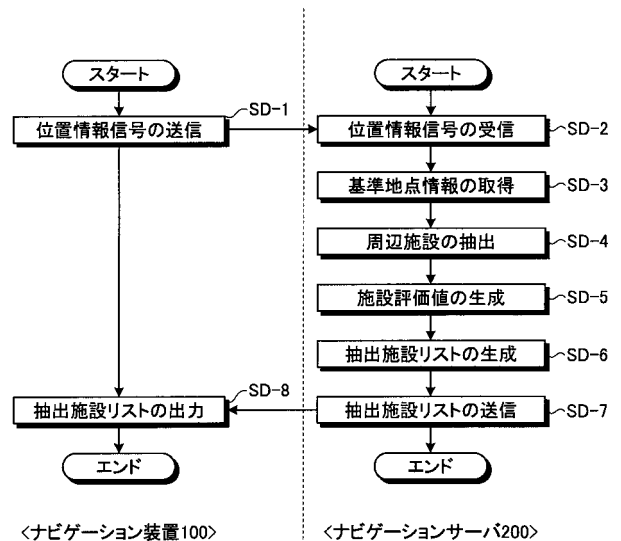 スタート
スタート
位置情報信号の送信
SD-1
位置情報信号の受信
SD-2
基準地点情報の取得
SD-3
周辺施設の抽出
SD-4
施設評価値の生成
SD-5
抽出施設リストの生成
SD-6
抽出施設リストの出力
SD-8
抽出施設リストの送信
SD-7
エンド
エンド
<ナビゲーション装置100>
<ナビゲーションサーバ200>